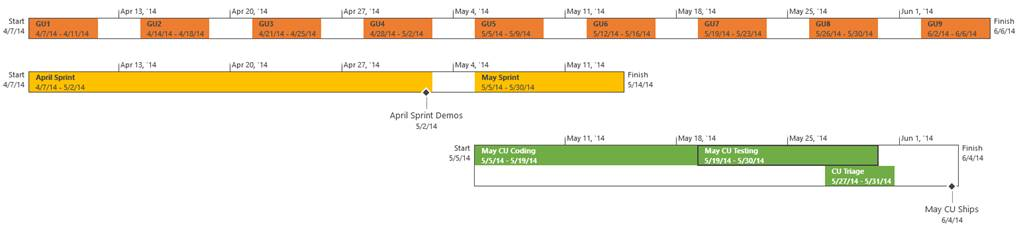 Apr 13, '14 Apr 20, '14 Apr 27, '14 May 4, '14 May 11, '14 May 18, '14 May 25, '14 Jun 1, '14
Start GU1 GU2 GU3 GU4 GU5 GU6 GU7 GU8 GU9 Finish
4/7/14 4/7/14 - 4/11/14 4/14/14 - 4/18/14 4/21/14 - 4/25/14 4/28/14 - 5/2/14 5/5/14 - 5/9/14 5/12/14 - 5/16/14 5/19/14 - 5/23/14 5/26/14 - 5/30/14 6/2/14 - 6/6/14 6/6/14
Apr 13, '14 Apr 20, '14 Apr 27, '14 May 4, '14 May 11, '14
Start April Sprint May Sprint Finish
4/7/14 4/7/14 - 5/2/14 5/5/14 - 5/30/14 5/14/14
April Sprint Demos
5/2/14
May 11, '14 May 18, '14 May 25, '14 Jun 1, '14
Start May CU Coding May CU Testing Finish
5/5/14 5/5/14 - 5/19/14 5/19/14 - 5/30/14 6/4/14
CU Triage
5/27/14 - 5/31/14
May CU Ships
6/4/14